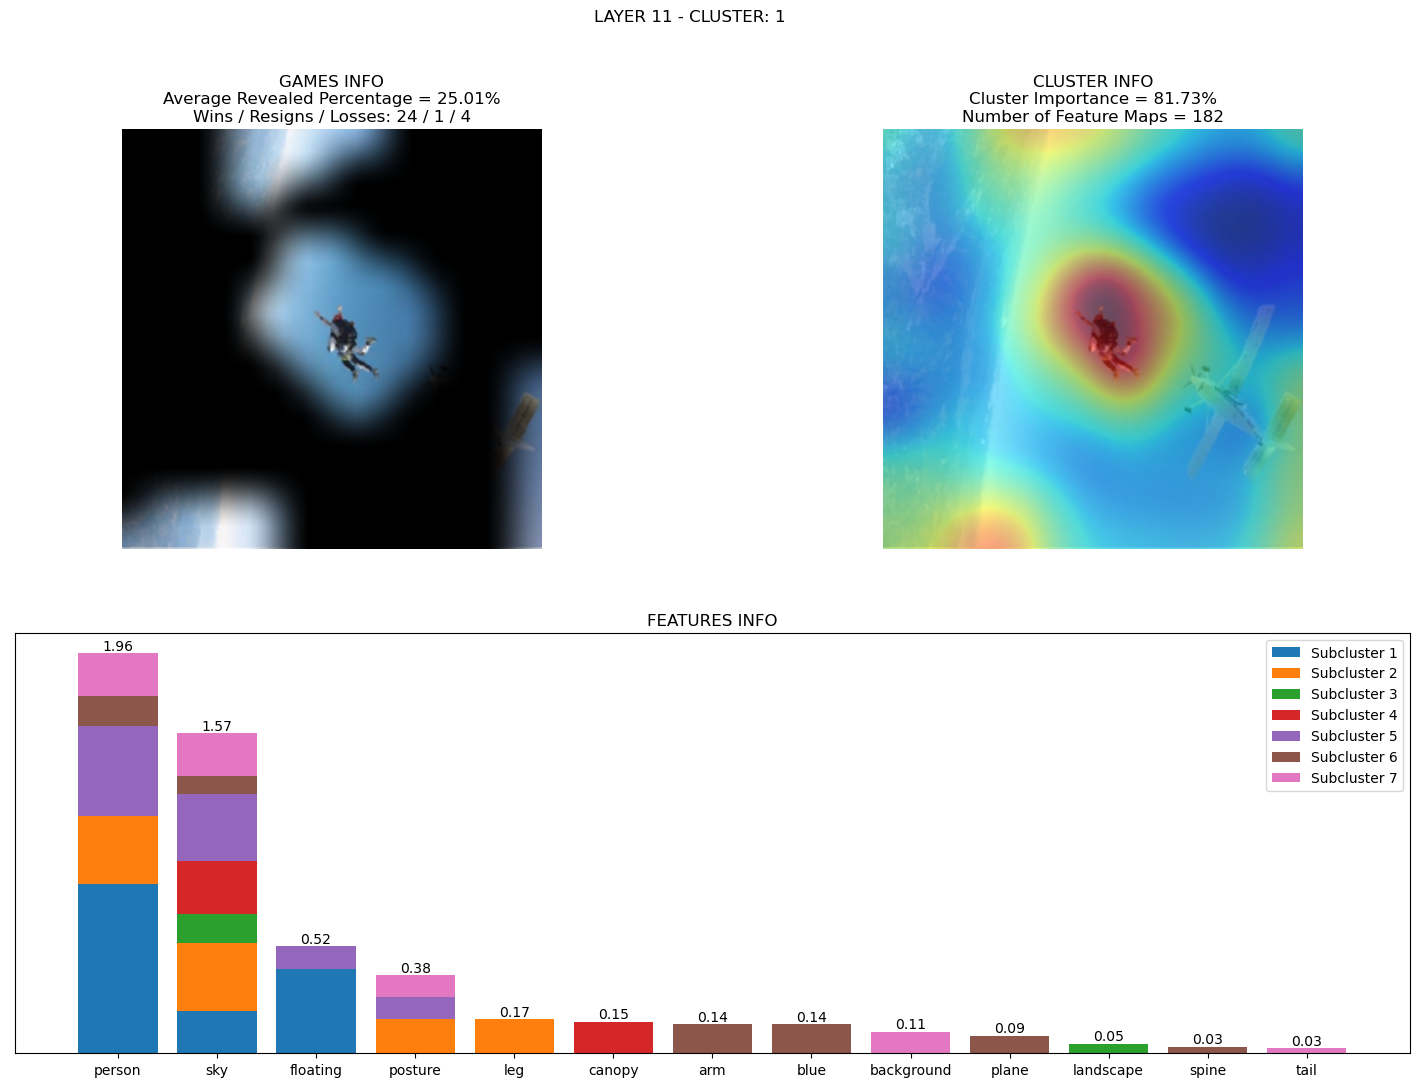 LAYER 11 - CLUSTER: 1
GAMES INFO
Average Revealed Percentage = 25.01%
Wins / Resigns / Losses: 24 / 1 / 4
CLUSTER INFO
Cluster Importance = 81.73%
Number of Feature Maps = 182
FEATURES INFO
1.96
1.57
0.52
0.38
0.17
0.15
0.14
0.14
0.11
0.09
0.05
0.03
0.03
Subcluster 1
Subcluster 2
Subcluster 3
Subcluster 4
Subcluster 5
Subcluster 6
Subcluster 7
person
sky
floating
posture
leg
canopy
arm
blue
background
plane
landscape
spine
tail